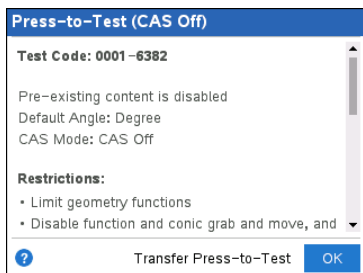 Press-to-Test (CAS Off)
Test Code: 0001-6382
Pre-existing content is disabled
Default Angle: Degree
CAS Mode: CAS Off
Restrictions:
• Limit geometry functions
• Disable function and conic grab and move, and
? Transfer Press-to-Test OK